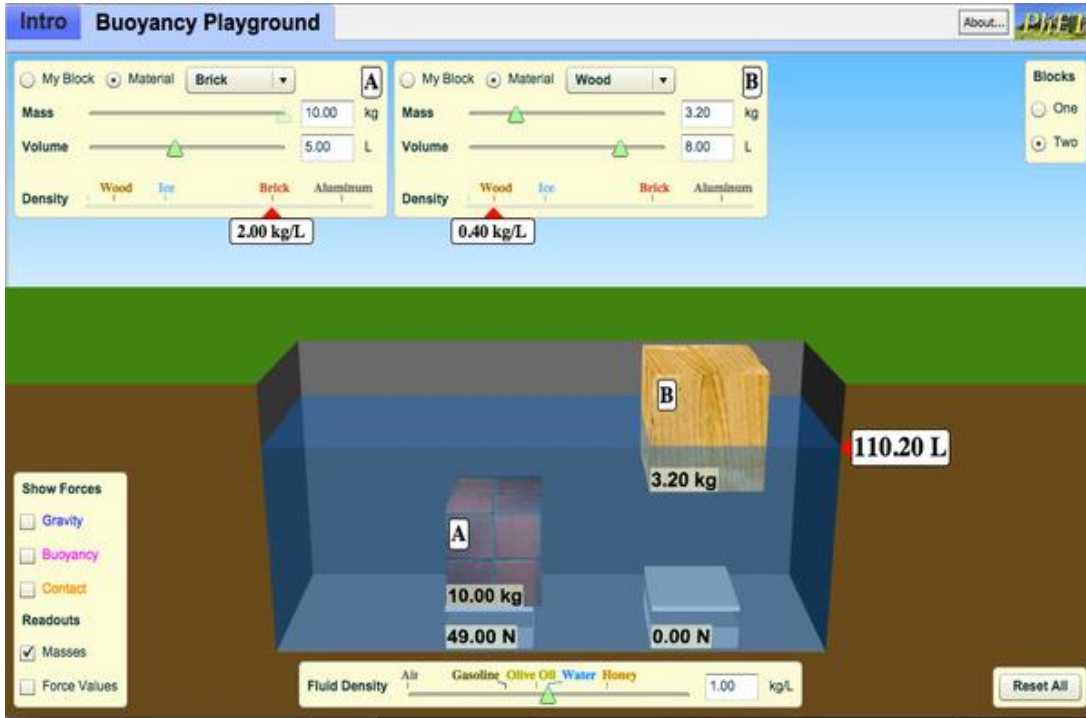 Intro Buoyancy Playground About... PhET
My Block Material Brick A
Mass 10.00 kg
Volume 5.00 L
Wood Ice Brick Aluminum
Density
2.00 kg/L
My Block Material Wood B
Mass 3.20 kg
Volume 8.00 L
Wood Ice Brick Aluminum
Density
0.40 kg/L
Blocks
One
Two
B
110.20 L
3.20 kg
A
10.00 kg
49.00 N 0.00 N
Show Forces
Gravity
Buoyancy
Contact
Readouts
Masses
Force Values
Air Gasoline Olive Oil Water Honey
Fluid Density 1.00 kg/L
Reset All